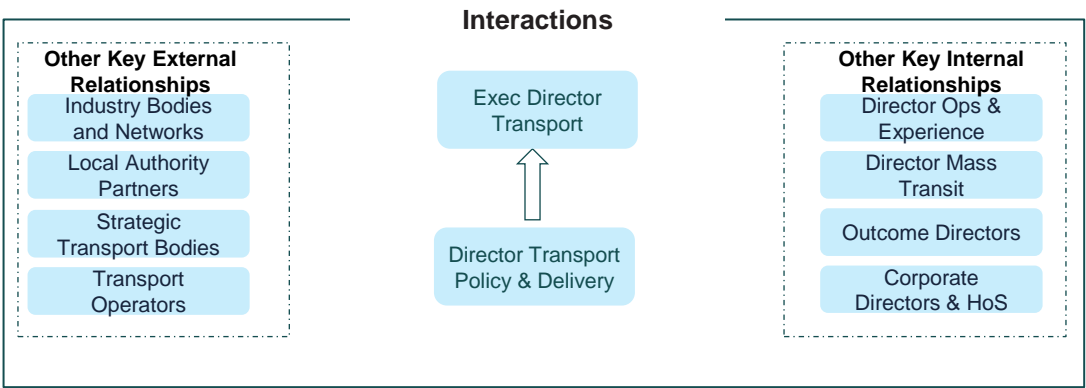 Interactions
Other Key External
Relationships
Industry Bodies
and Networks
Local Authority
Partners
Strategic
Transport Bodies
Transport
Operators
Exec Director
Transport
Director Transport
Policy & Delivery
Other Key Internal
Relationships
Director Ops &
Experience
Director Mass
Transit
Outcome Directors
Corporate
Directors & HoS